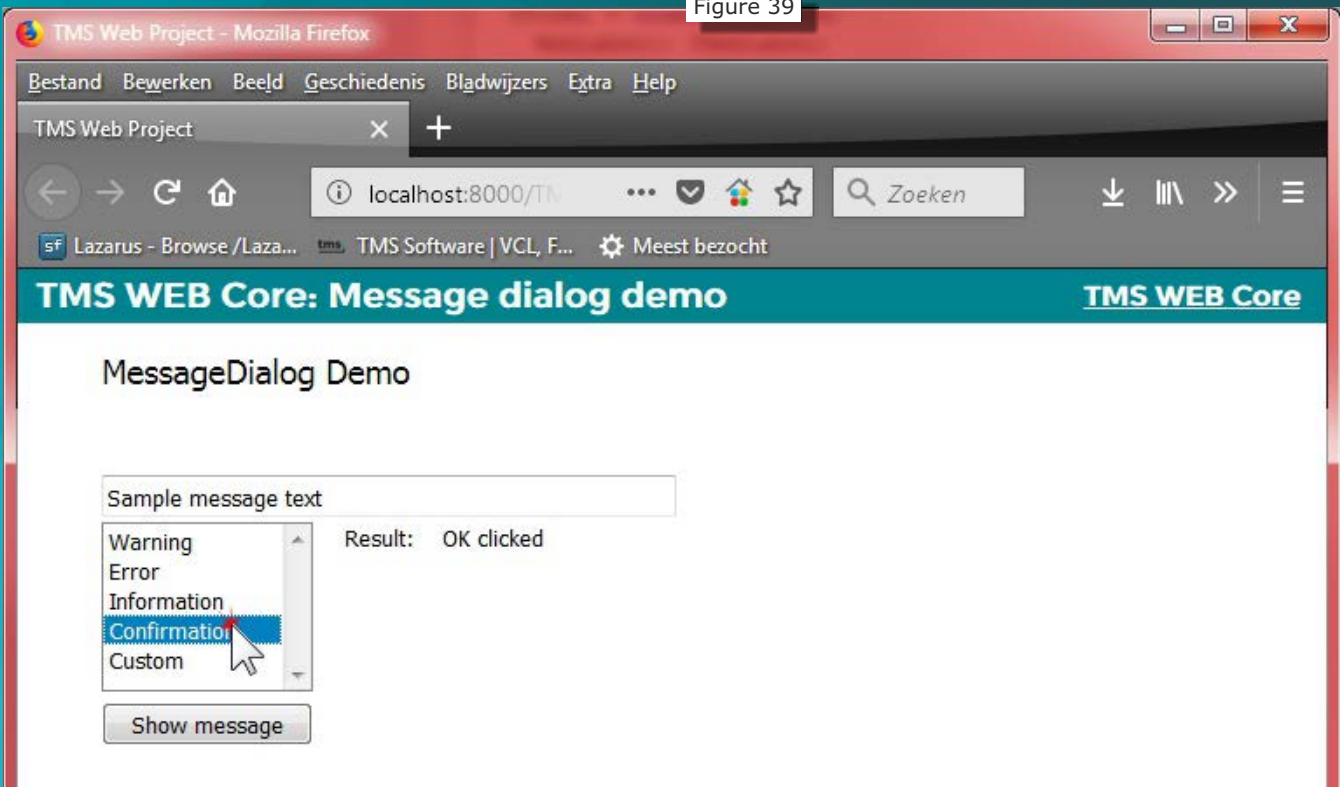 Figure 39
TMS Web Project - Mozilla Firefox
Bestand Bewerken Beeld Geschiedenis Bladwijzers Extra Help
TMS Web Project
localhost:8000/TM
Zoeken
sf Lazarus - Browse /Laza... tms. TMS Software | VCL, F... Meest bezocht
TMS WEB Core: Message dialog demo TMS WEB Core
MessageDialog Demo
Sample message text
Warning
Result: OK clicked
Error
Information
Confirmation
Custom
Show message